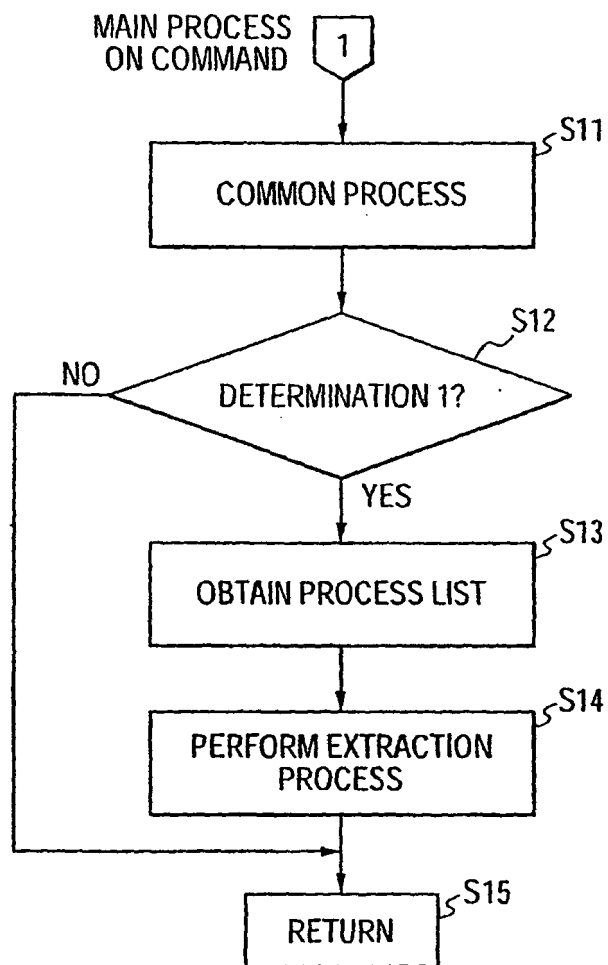 MAIN PROCESS
ON COMMAND
1
S11
COMMON PROCESS
S12
NO
DETERMINATION 1?
YES
S13
OBTAIN PROCESS LIST
S14
PERFORM EXTRACTION
PROCESS
S15
RETURN